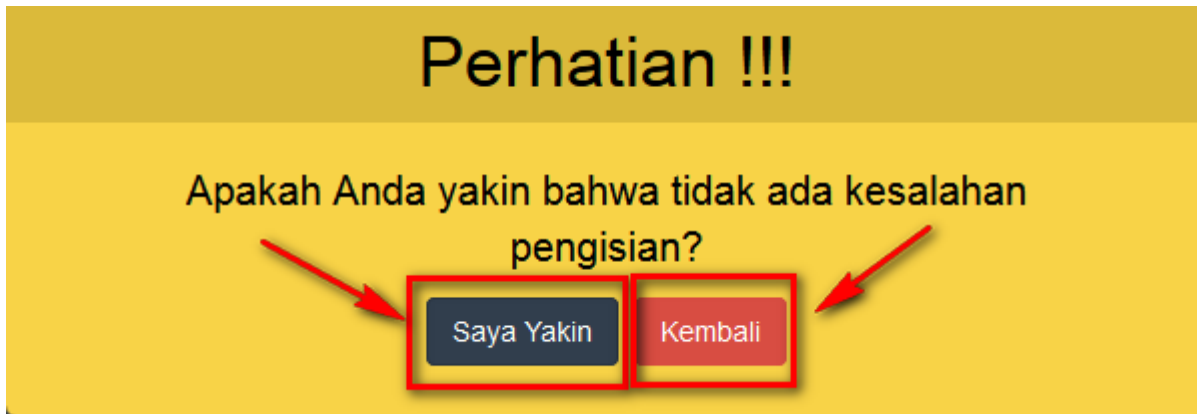 Perhatian !!!
Apakah Anda yakin bahwa tidak ada kesalahan
pengisian?
Saya Yakin
Kembali